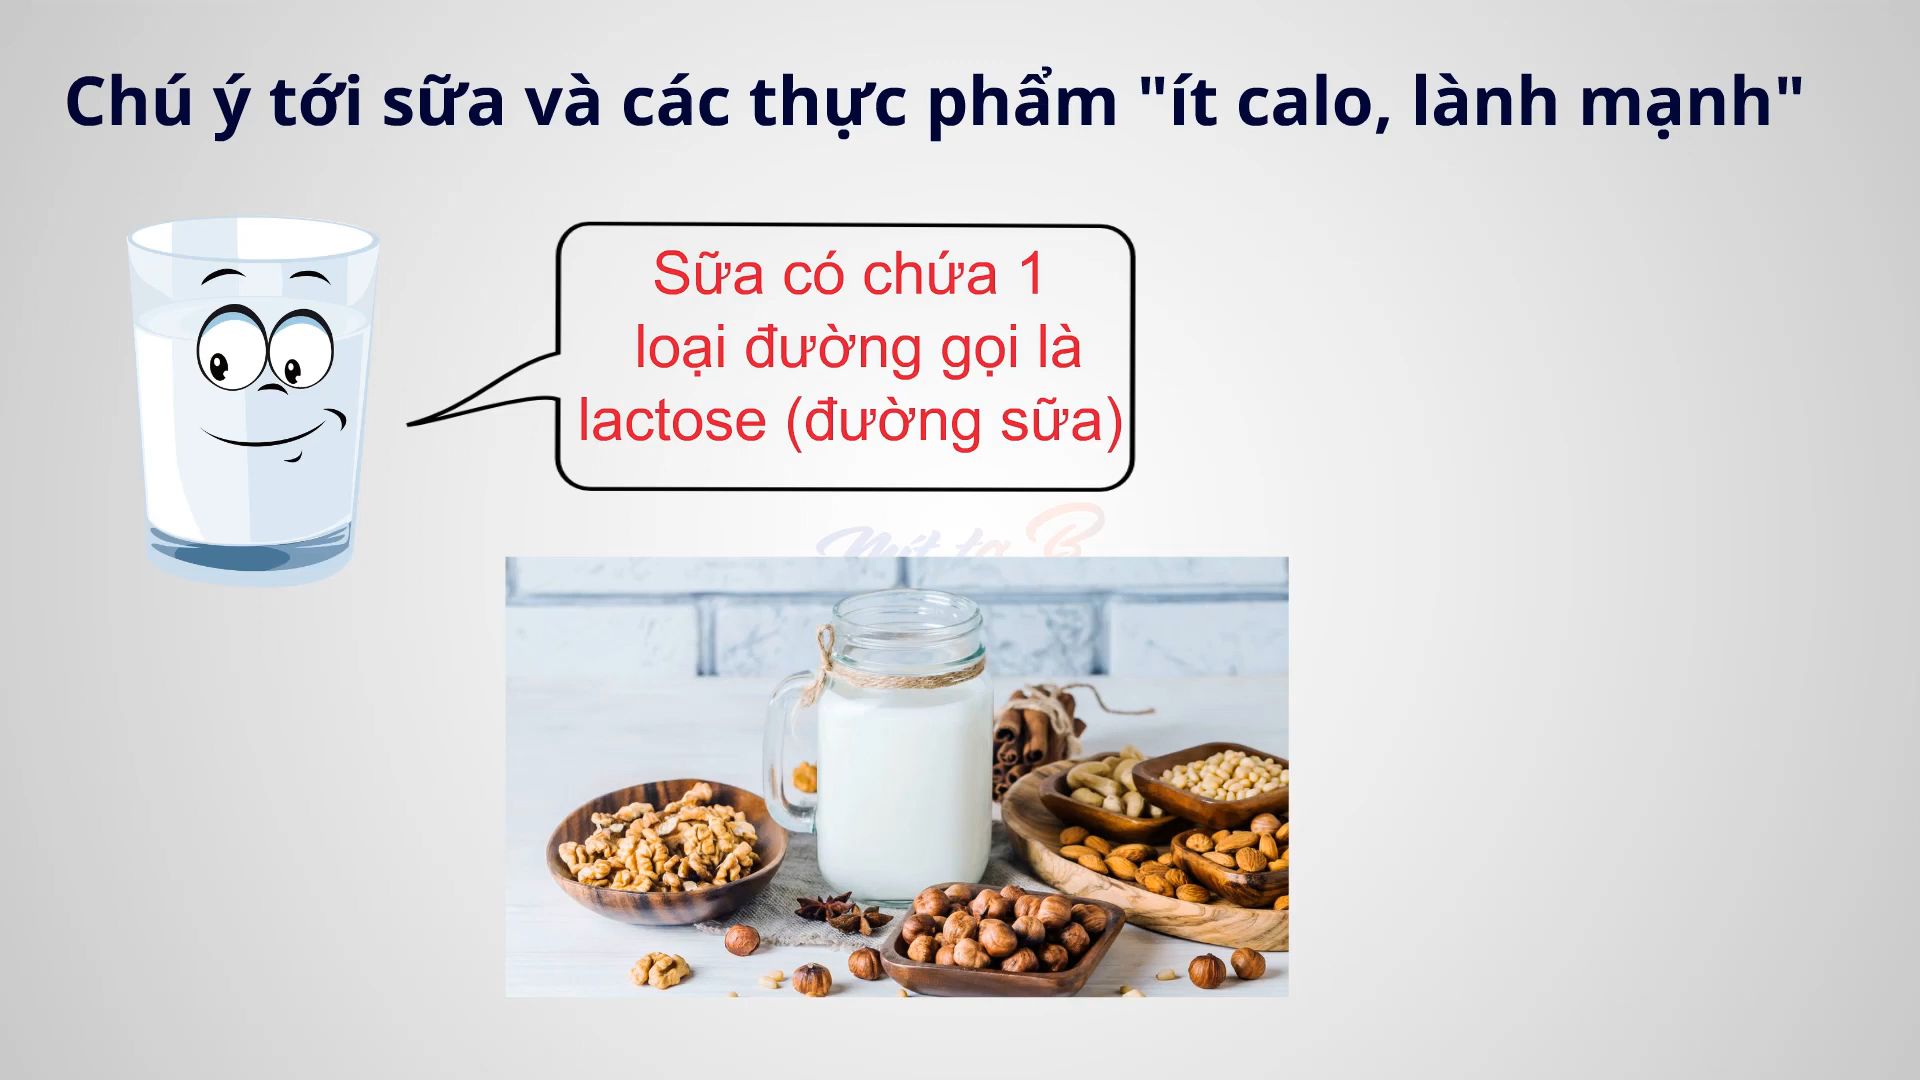 Chú ý tới sữa và các thực phẩm "ít calo, lành mạnh"
Sữa có chứa 1
loại đường gọi là
lactose (đường sữa)